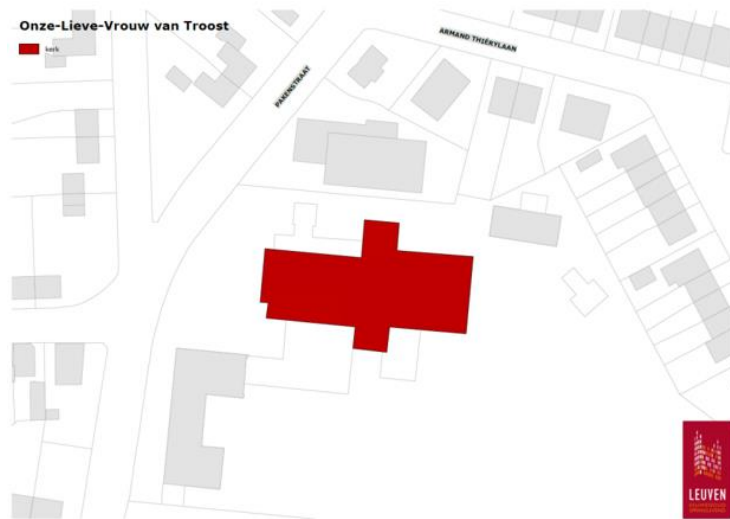 Onze-Lieve-Vrouw van Troost
kerk
ARMAND THIÉRYLAAN
PAKENSTRAAT
LEUVEN